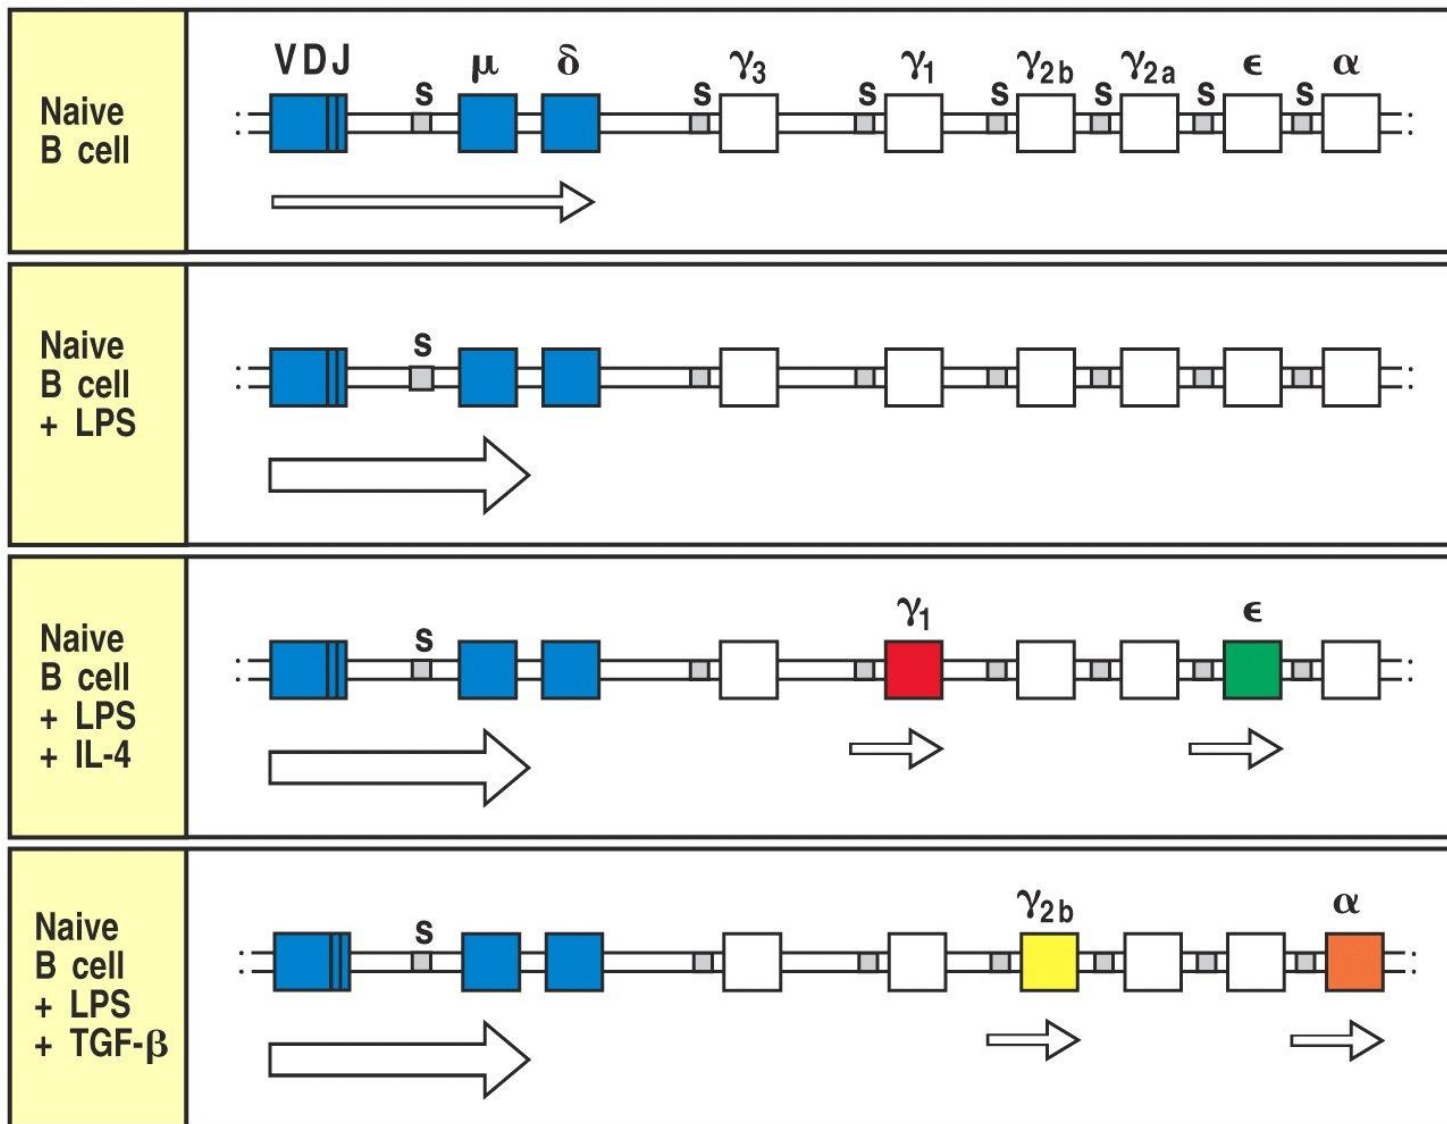 Naive
B cell
VDJ S μ δ S γ3 S γ1 S γ2b S γ2a S ϵ S α
Naive
B cell
+ LPS
S
Naive
B cell
+ LPS
+ IL-4
S γ1 ϵ
Naive
B cell
+ LPS
+ TGF-β
S γ2b α